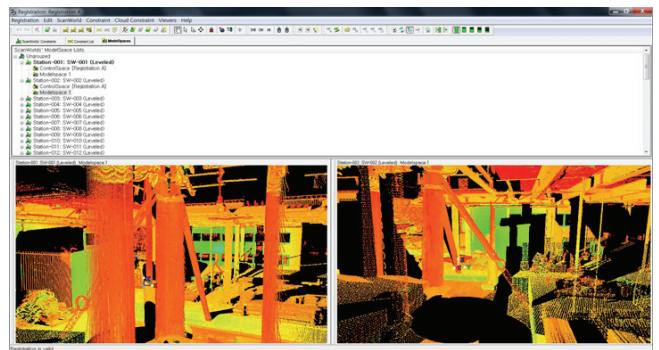 Registration: Registration A
Registration Edit ScanWorld Constraint Cloud Constraint Viewers Help
ScanWorlds' Constraints Constraint List ModelSpaces
ScanWorlds' ModelSpace Lists
Ungrouped
Station-001: SW-001 (Leveled)
ControlSpace [Registration A]
Modelspace 1
Station-002: SW-002 (Leveled)
ControlSpace [Registration A]
Modelspace 1
Station-003: SW-003 (Leveled)
Station-004: SW-004 (Leveled)
Station-005: SW-005 (Leveled)
Station-006: SW-006 (Leveled)
Station-007: SW-007 (Leveled)
Station-008: SW-008 (Leveled)
Station-009: SW-009 (Leveled)
Station-010: SW-010 (Leveled)
Station-011: SW-011 (Leveled)
Station-012: SW-012 (Leveled)
Station-001: SW-001 (Leveled) : Modelspace 1
Station-002: SW-002 (Leveled) : Modelspace 1
Registration is valid